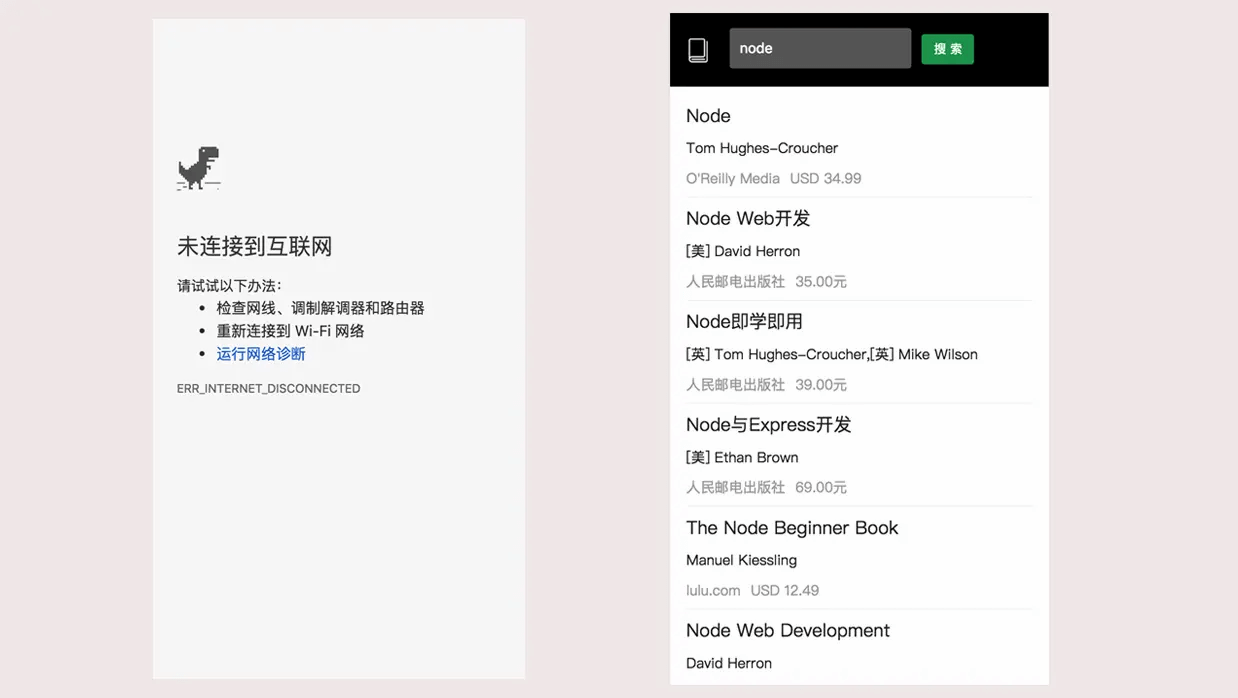 未连接到互联网
请试试以下办法：
• 检查网线、调制解调器和路由器
• 重新连接到 Wi-Fi 网络
• 运行网络诊断
ERR_INTERNET_DISCONNECTED
node
搜 索
Node
Tom Hughes-Croucher
O'Reilly Media USD 34.99
Node Web开发
[美] David Herron
人民邮电出版社 35.00元
Node即学即用
[英] Tom Hughes-Croucher,[英] Mike Wilson
人民邮电出版社 39.00元
Node与Express开发
[美] Ethan Brown
人民邮电出版社 69.00元
The Node Beginner Book
Manuel Kiessling
lulu.com USD 12.49
Node Web Development
David Herron